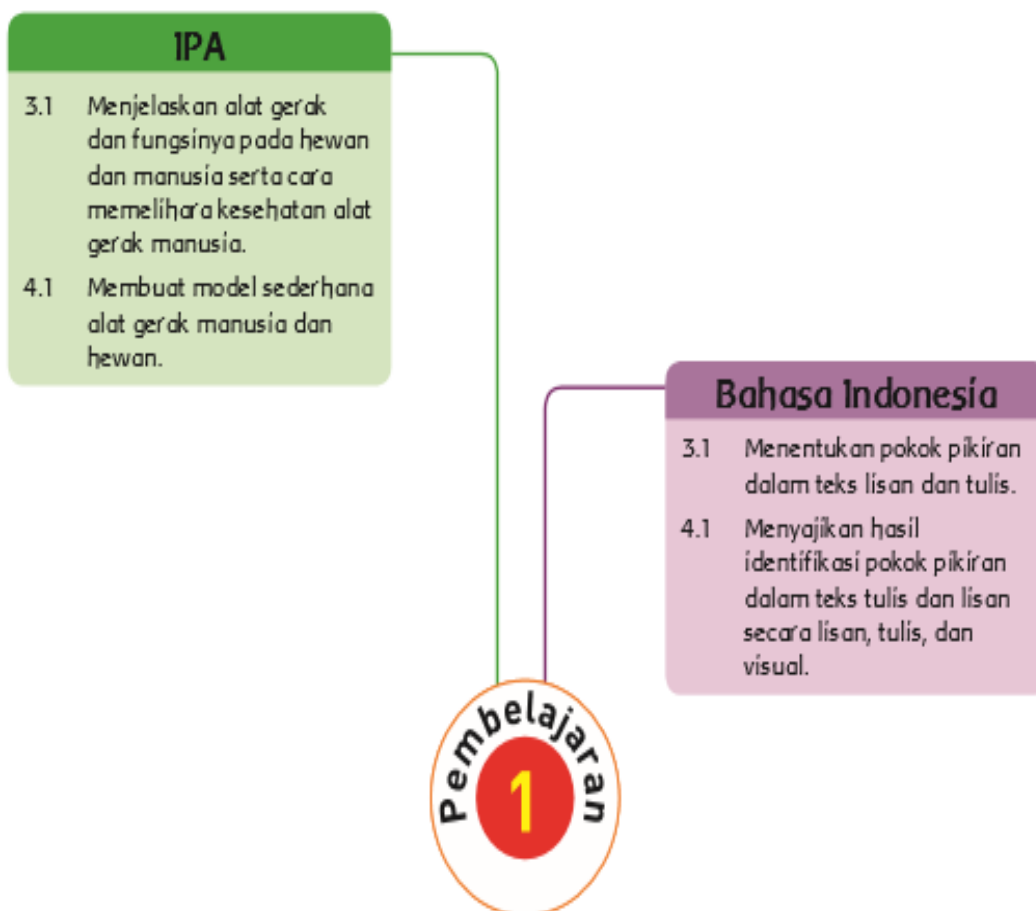 IPA
3.1 Menjelaskan alat gerak
dan fungsinya pada hewan
dan manusia serta cara
memelihara kesehatan alat
gerak manusia.
4.1 Membuat model sederhana
alat gerak manusia dan
hewan.
Bahasa Indonesia
3.1 Menentukan pokok pikiran
dalam teks lisan dan tulis.
4.1 Menyajikan hasil
identifikasi pokok pikiran
dalam teks tulis dan lisan
secara lisan, tulis, dan
visual.
Pembelajaran
1